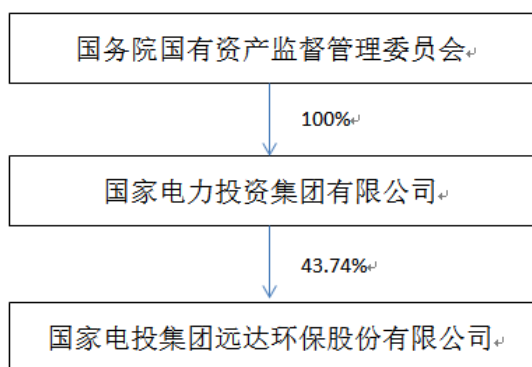 国务院国有资产监督管理委员会
100%
国家电力投资集团有限公司
43.74%
国家电投集团远达环保股份有限公司